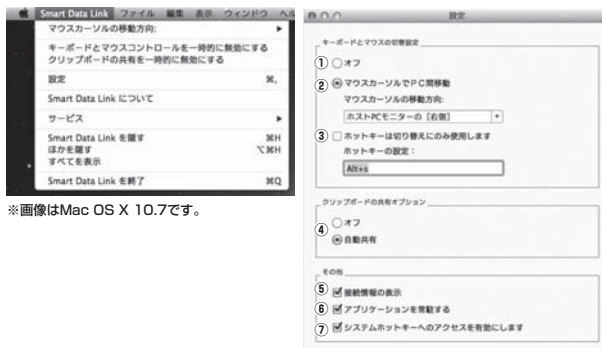 Smart Data Link ファイル 編集 表示 ウィンドウ ヘル
マウスカーソルの移動方向: ▶
キーボードとマウスコントロールを一時的に無効にする
クリップボードの共有を一時的に無効にする
設定 ⌘,
Smart Data Link について
サービス ▶
Smart Data Link を隠す ⌘H
ほかを隠す ⌥⌘H
すべてを表示
Smart Data Link を終了 ⌘Q
※画像はMac OS X 10.7です。
設定
キーボードとマウスの切替設定
① オフ
② マウスカーソルでPC間移動
マウスカーソルの移動方向:
ホストPCモニターの [右側]
③ ホットキーは切り替えにのみ使用します
ホットキーの設定:
Alt+s
クリップボードの共有オプション
④ オフ
自動共有
その他
⑤ 接続情報の表示
⑥ アプリケーションを常駐する
⑦ システムホットキーへのアクセスを有効にします